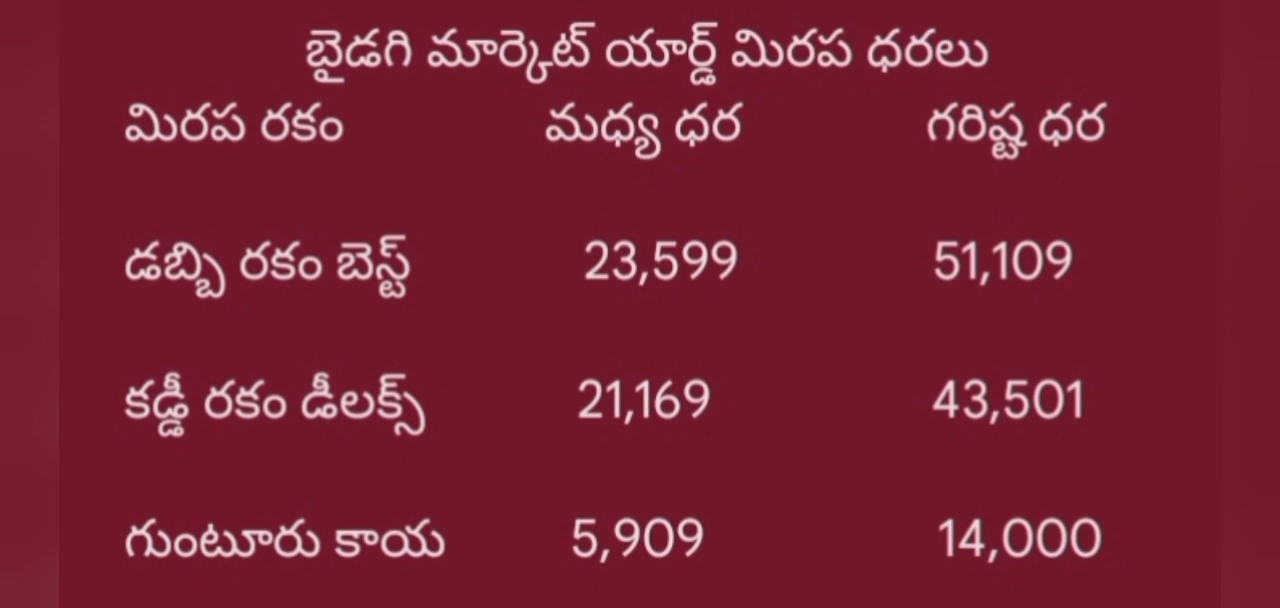 బైడగి మార్కెట్ యార్డ్ మిరప ధరలు
మిరప రకం మధ్య ధర గరిష్ట ధర
డబ్బి రకం బెస్ట్ 23,599 51,109
కడ్డీ రకం డీలక్స్ 21,169 43,501
గుంటూరు కాయ 5,909 14,000